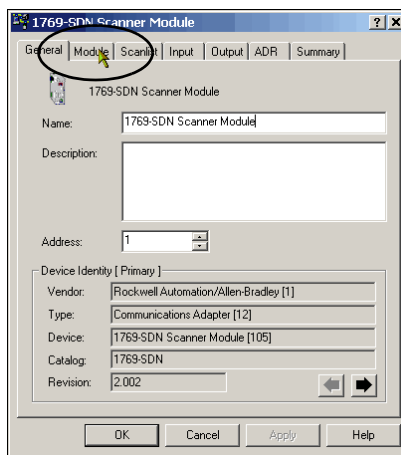 1769-SDN Scanner Module
General Module Scanlist Input Output ADR Summary
1769-SDN Scanner Module
Name: 1769-SDN Scanner Module
Description:
Address: 1
Device Identity [ Primary ]
Vendor: Rockwell Automation/Allen-Bradley [1]
Type: Communications Adapter [12]
Device: 1769-SDN Scanner Module [105]
Catalog: 1769-SDN
Revision: 2.002
OK Cancel Apply Help